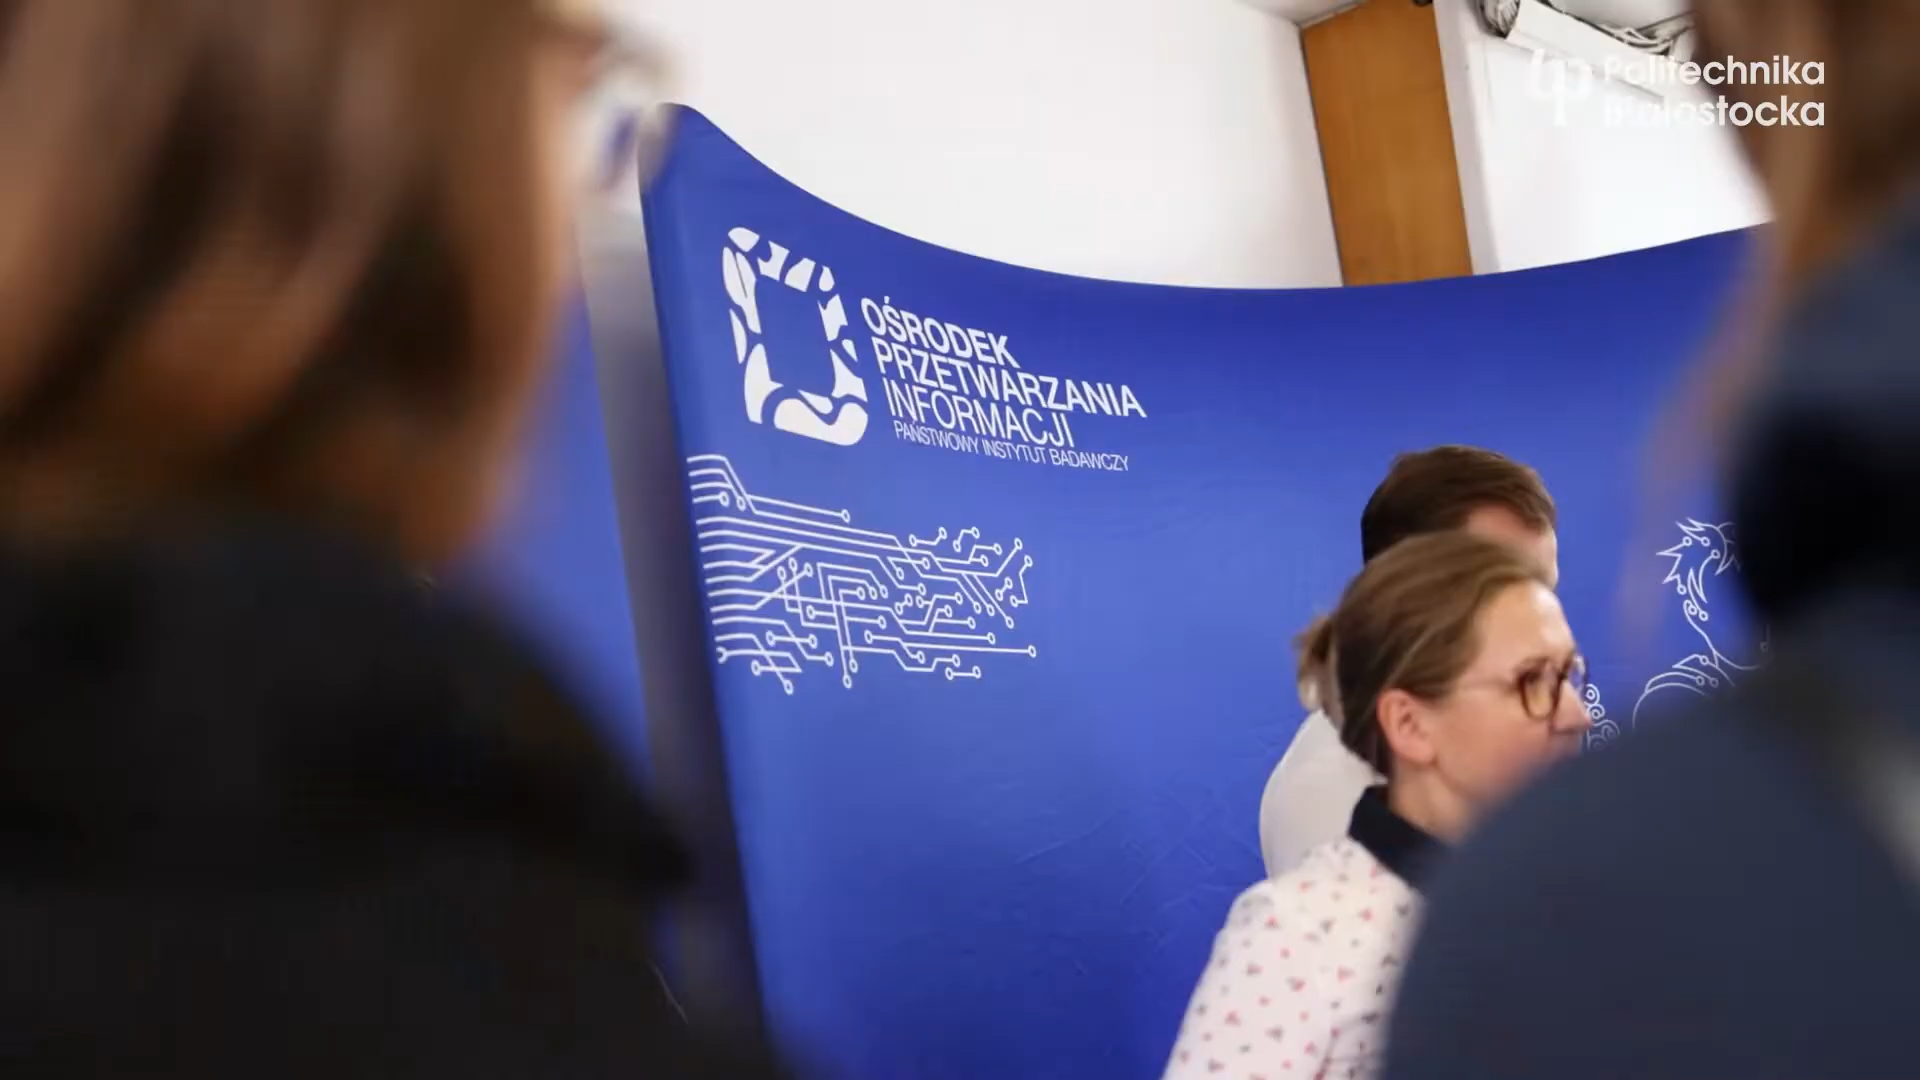 Politechnika
Białostocka
OŚRODEK
PRZETWARZANIA
INFORMACJI
PAŃSTWOWY INSTYTUT BADAWCZY